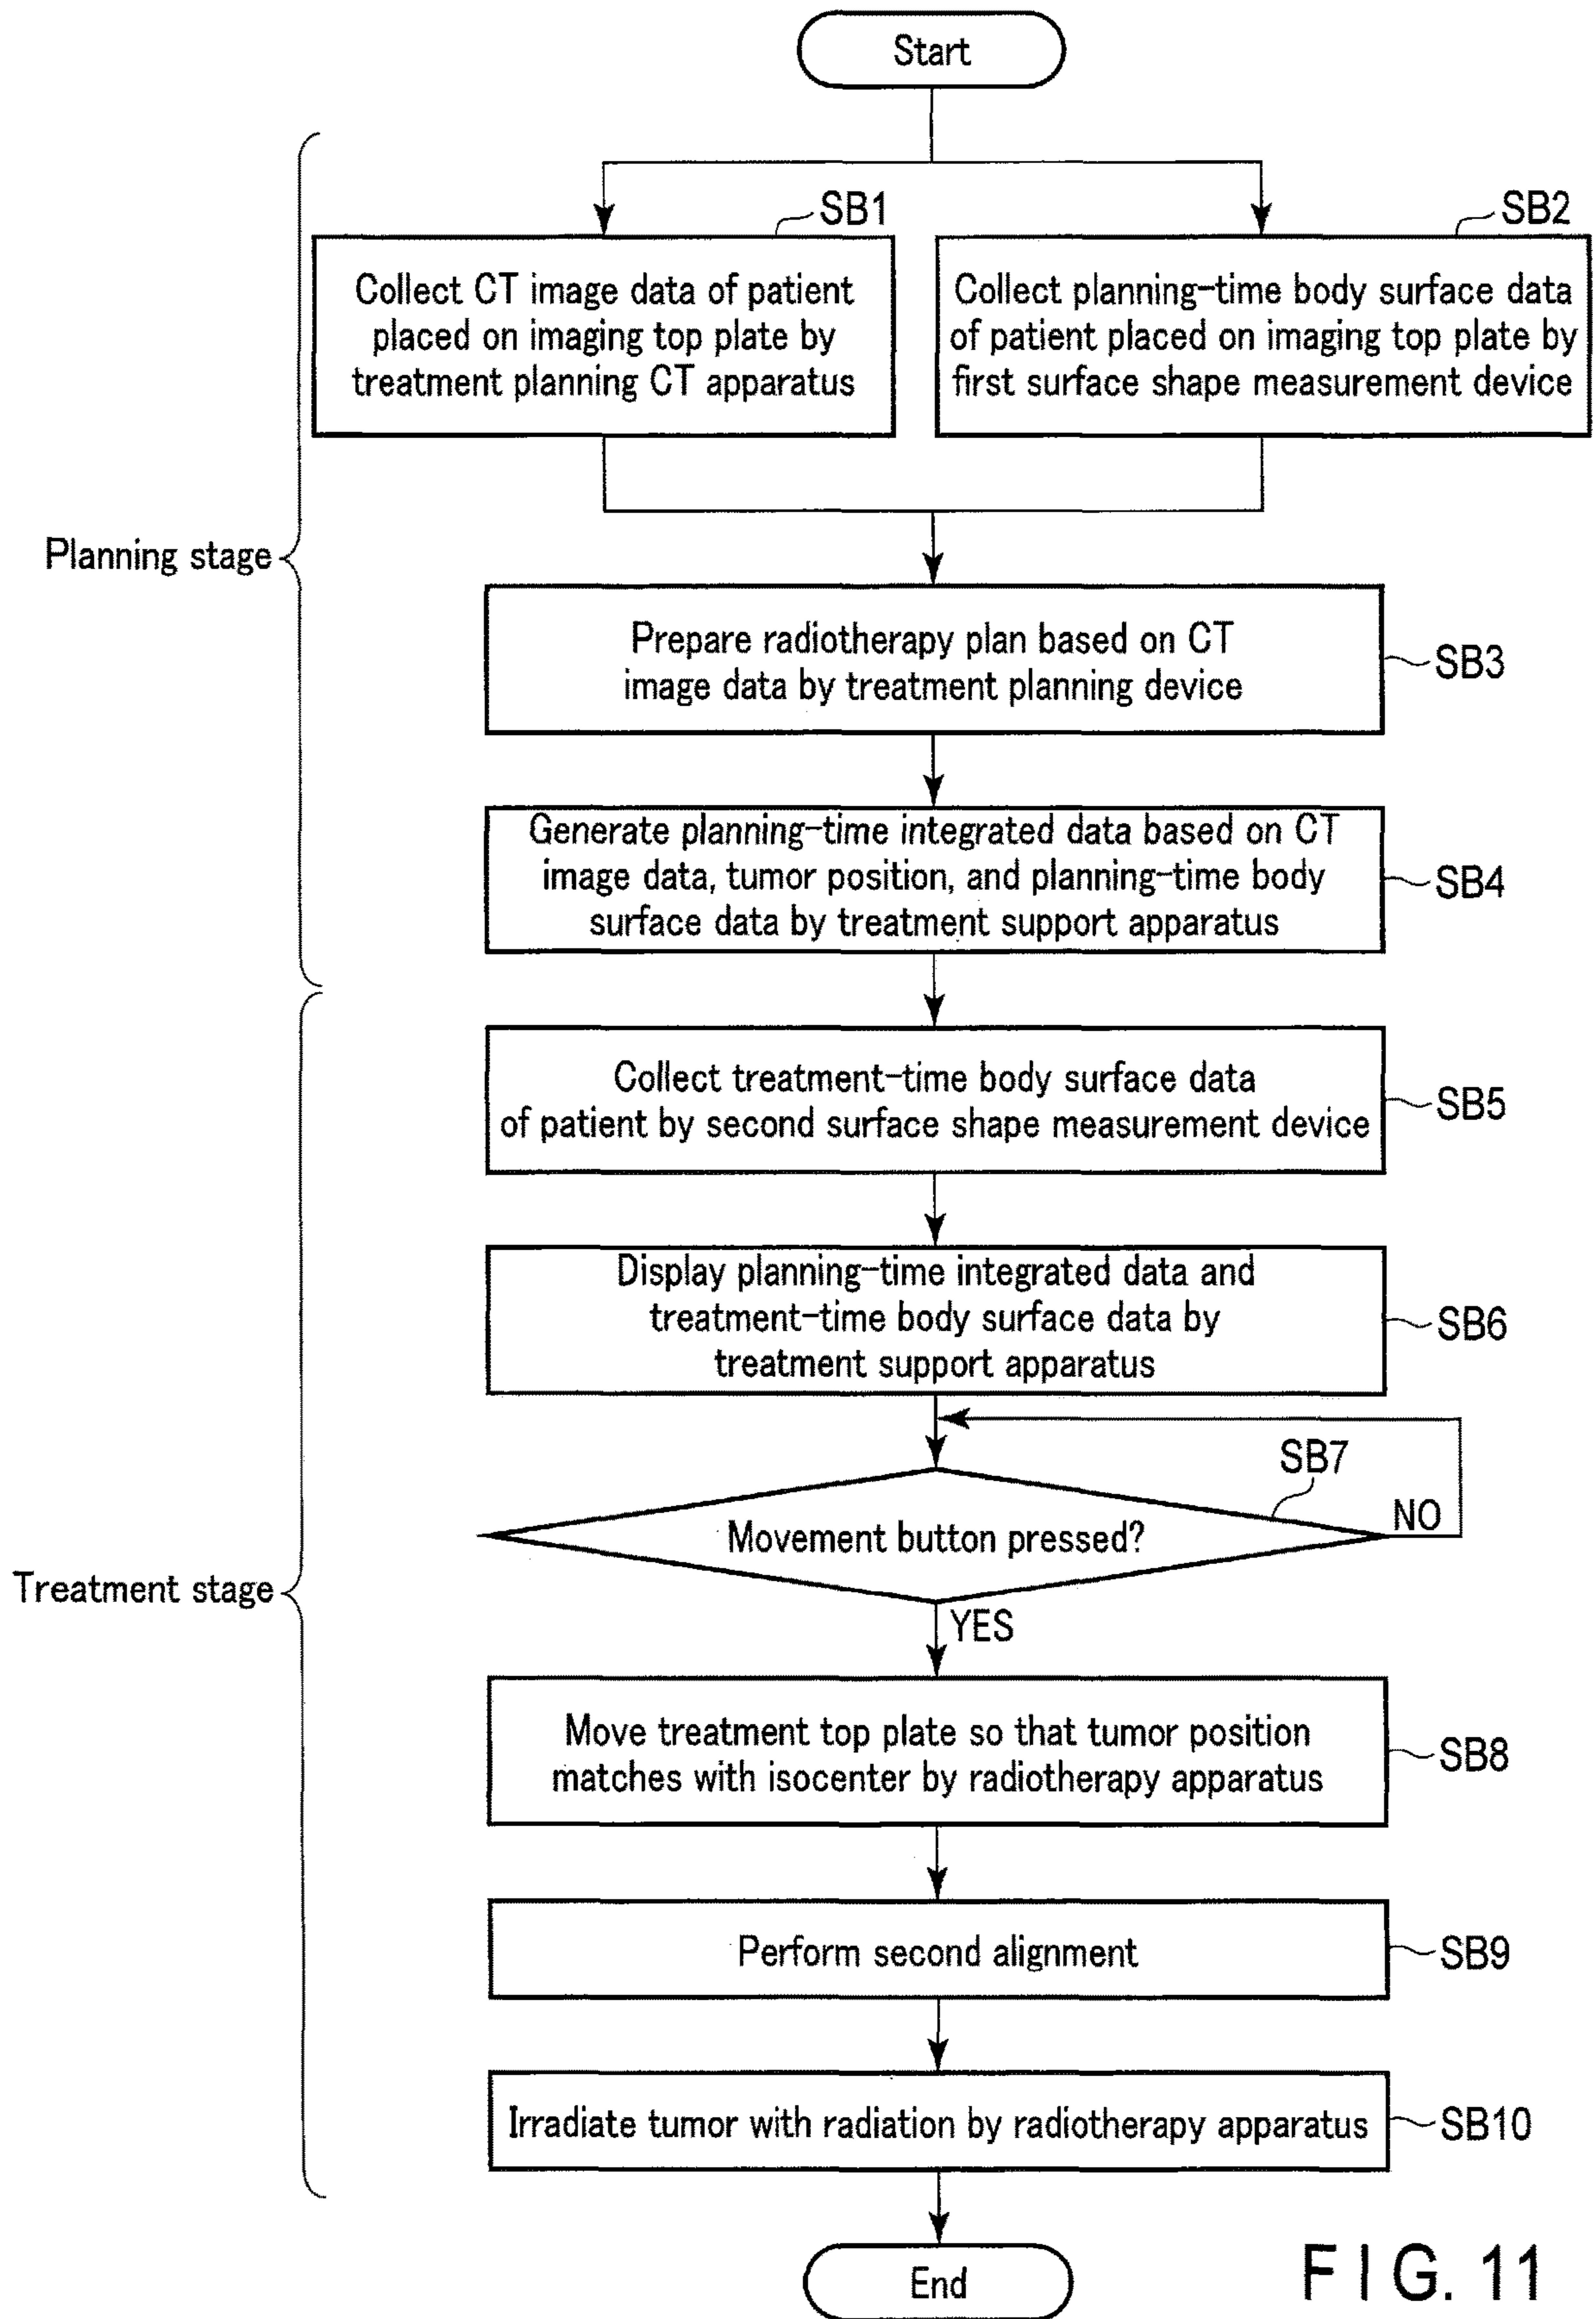 Start
SB1
SB2
Collect CT image data of patient
placed on imaging top plate by
treatment planning CT apparatus
Collect planning-time body surface data
of patient placed on imaging top plate by
first surface shape measurement device
Planning stage
Prepare radiotherapy plan based on CT
image data by treatment planning device
SB3
Generate planning-time integrated data based on CT
image data, tumor position, and planning-time body
surface data by treatment support apparatus
SB4
Collect treatment-time body surface data
of patient by second surface shape measurement device
SB5
Display planning-time integrated data and
treatment-time body surface data by
treatment support apparatus
SB6
SB7
Movement button pressed?
NO
Treatment stage
YES
Move treatment top plate so that tumor position
matches with isocenter by radiotherapy apparatus
SB8
Perform second alignment
SB9
Irradiate tumor with radiation by radiotherapy apparatus
SB10
End
FIG. 11